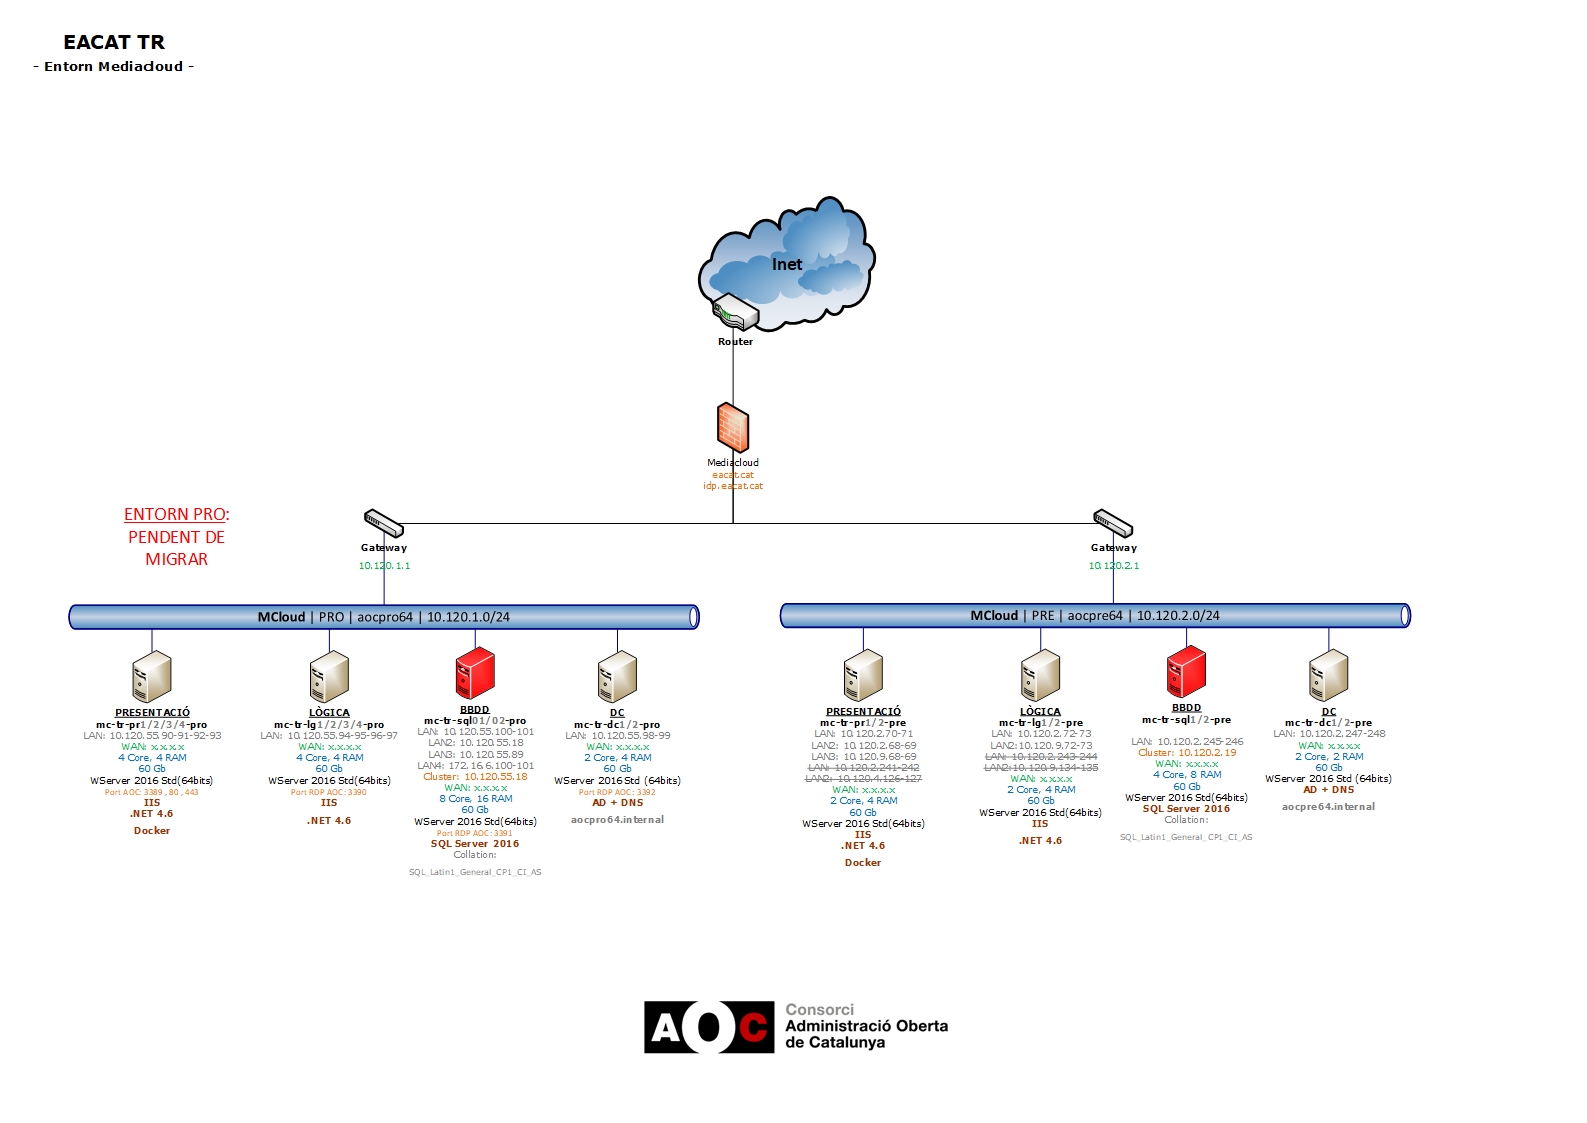 EACAT TR
- Entorn Mediacloud -
Inet
Router
Mediacloud
eacat.cat
idp.eacat.cat
ENTORN PRO:
PENDENT DE
MIGRAR
Gateway
10.120.1.1
Gateway
10.120.2.1
MCloud | PRO | aocpro64 | 10.120.1.0/24
MCloud | PRE | aocpre64 | 10.120.2.0/24
PRESENTACIÓ
mc-tr-pr1/2/3/4-pro
LAN: 10.120.55.90-91-92-93
WAN: x.x.x.x
4 Core, 4 RAM
60 Gb
WServer 2016 Std(64bits)
Port AOC: 3389 , 80 , 443
IIS
.NET 4.6
Docker
LÒGICA
mc-tr-lg1/2/3/4-pro
LAN: 10.120.55.94-95-96-97
WAN: x.x.x.x
4 Core, 4 RAM
60 Gb
WServer 2016 Std(64bits)
Port RDP AOC: 3390
IIS
.NET 4.6
BBDD
mc-tr-sql01/02-pro
LAN: 10.120.55.100-101
LAN2: 10.120.55.18
LAN3: 10.120.55.89
LAN4: 172.16.6.100-101
Cluster: 10.120.55.18
WAN: x.x.x.x
8 Core, 16 RAM
60 Gb
WServer 2016 Std(64bits)
Port RDP AOC: 3391
SQL Server 2016
Collation:
SQL_Latin1_General_CP1_CI_AS
DC
mc-tr-dc1/2-pro
LAN: 10.120.55.98-99
WAN: x.x.x.x
2 Core, 4 RAM
60 Gb
WServer 2016 Std (64bits)
Port RDP AOC: 3392
AD + DNS
aocpro64.internal
PRESENTACIÓ
mc-tr-pr1/2-pre
LAN: 10.120.2.70-71
LAN2: 10.120.2.68-69
LAN3: 10.120.9.68-69
LAN: 10.120.2.241-242
LAN2: 10.120.4.126-127
WAN: x.x.x.x
2 Core, 4 RAM
60 Gb
WServer 2016 Std(64bits)
IIS
.NET 4.6
Docker
LÒGICA
mc-tr-lg1/2-pre
LAN: 10.120.2.72-73
LAN2:10.120.9.72-73
LAN: 10.120.2.243-244
LAN2:10.120.9.134-135
WAN: x.x.x.x
2 Core, 4 RAM
60 Gb
WServer 2016 Std(64bits)
IIS
.NET 4.6
BBDD
mc-tr-sql1/2-pre
LAN: 10.120.2.245-246
Cluster: 10.120.2.19
WAN: x.x.x.x
4 Core, 8 RAM
60 Gb
WServer 2016 Std(64bits)
SQL Server 2016
Collation:
SQL_Latin1_General_CP1_CI_AS
DC
mc-tr-dc1/2-pre
LAN: 10.120.2.247-248
WAN: x.x.x.x
2 Core, 2 RAM
60 Gb
WServer 2016 Std (64bits)
AD + DNS
aocpre64.internal
AOC
Consorci
Administració Oberta
de Catalunya